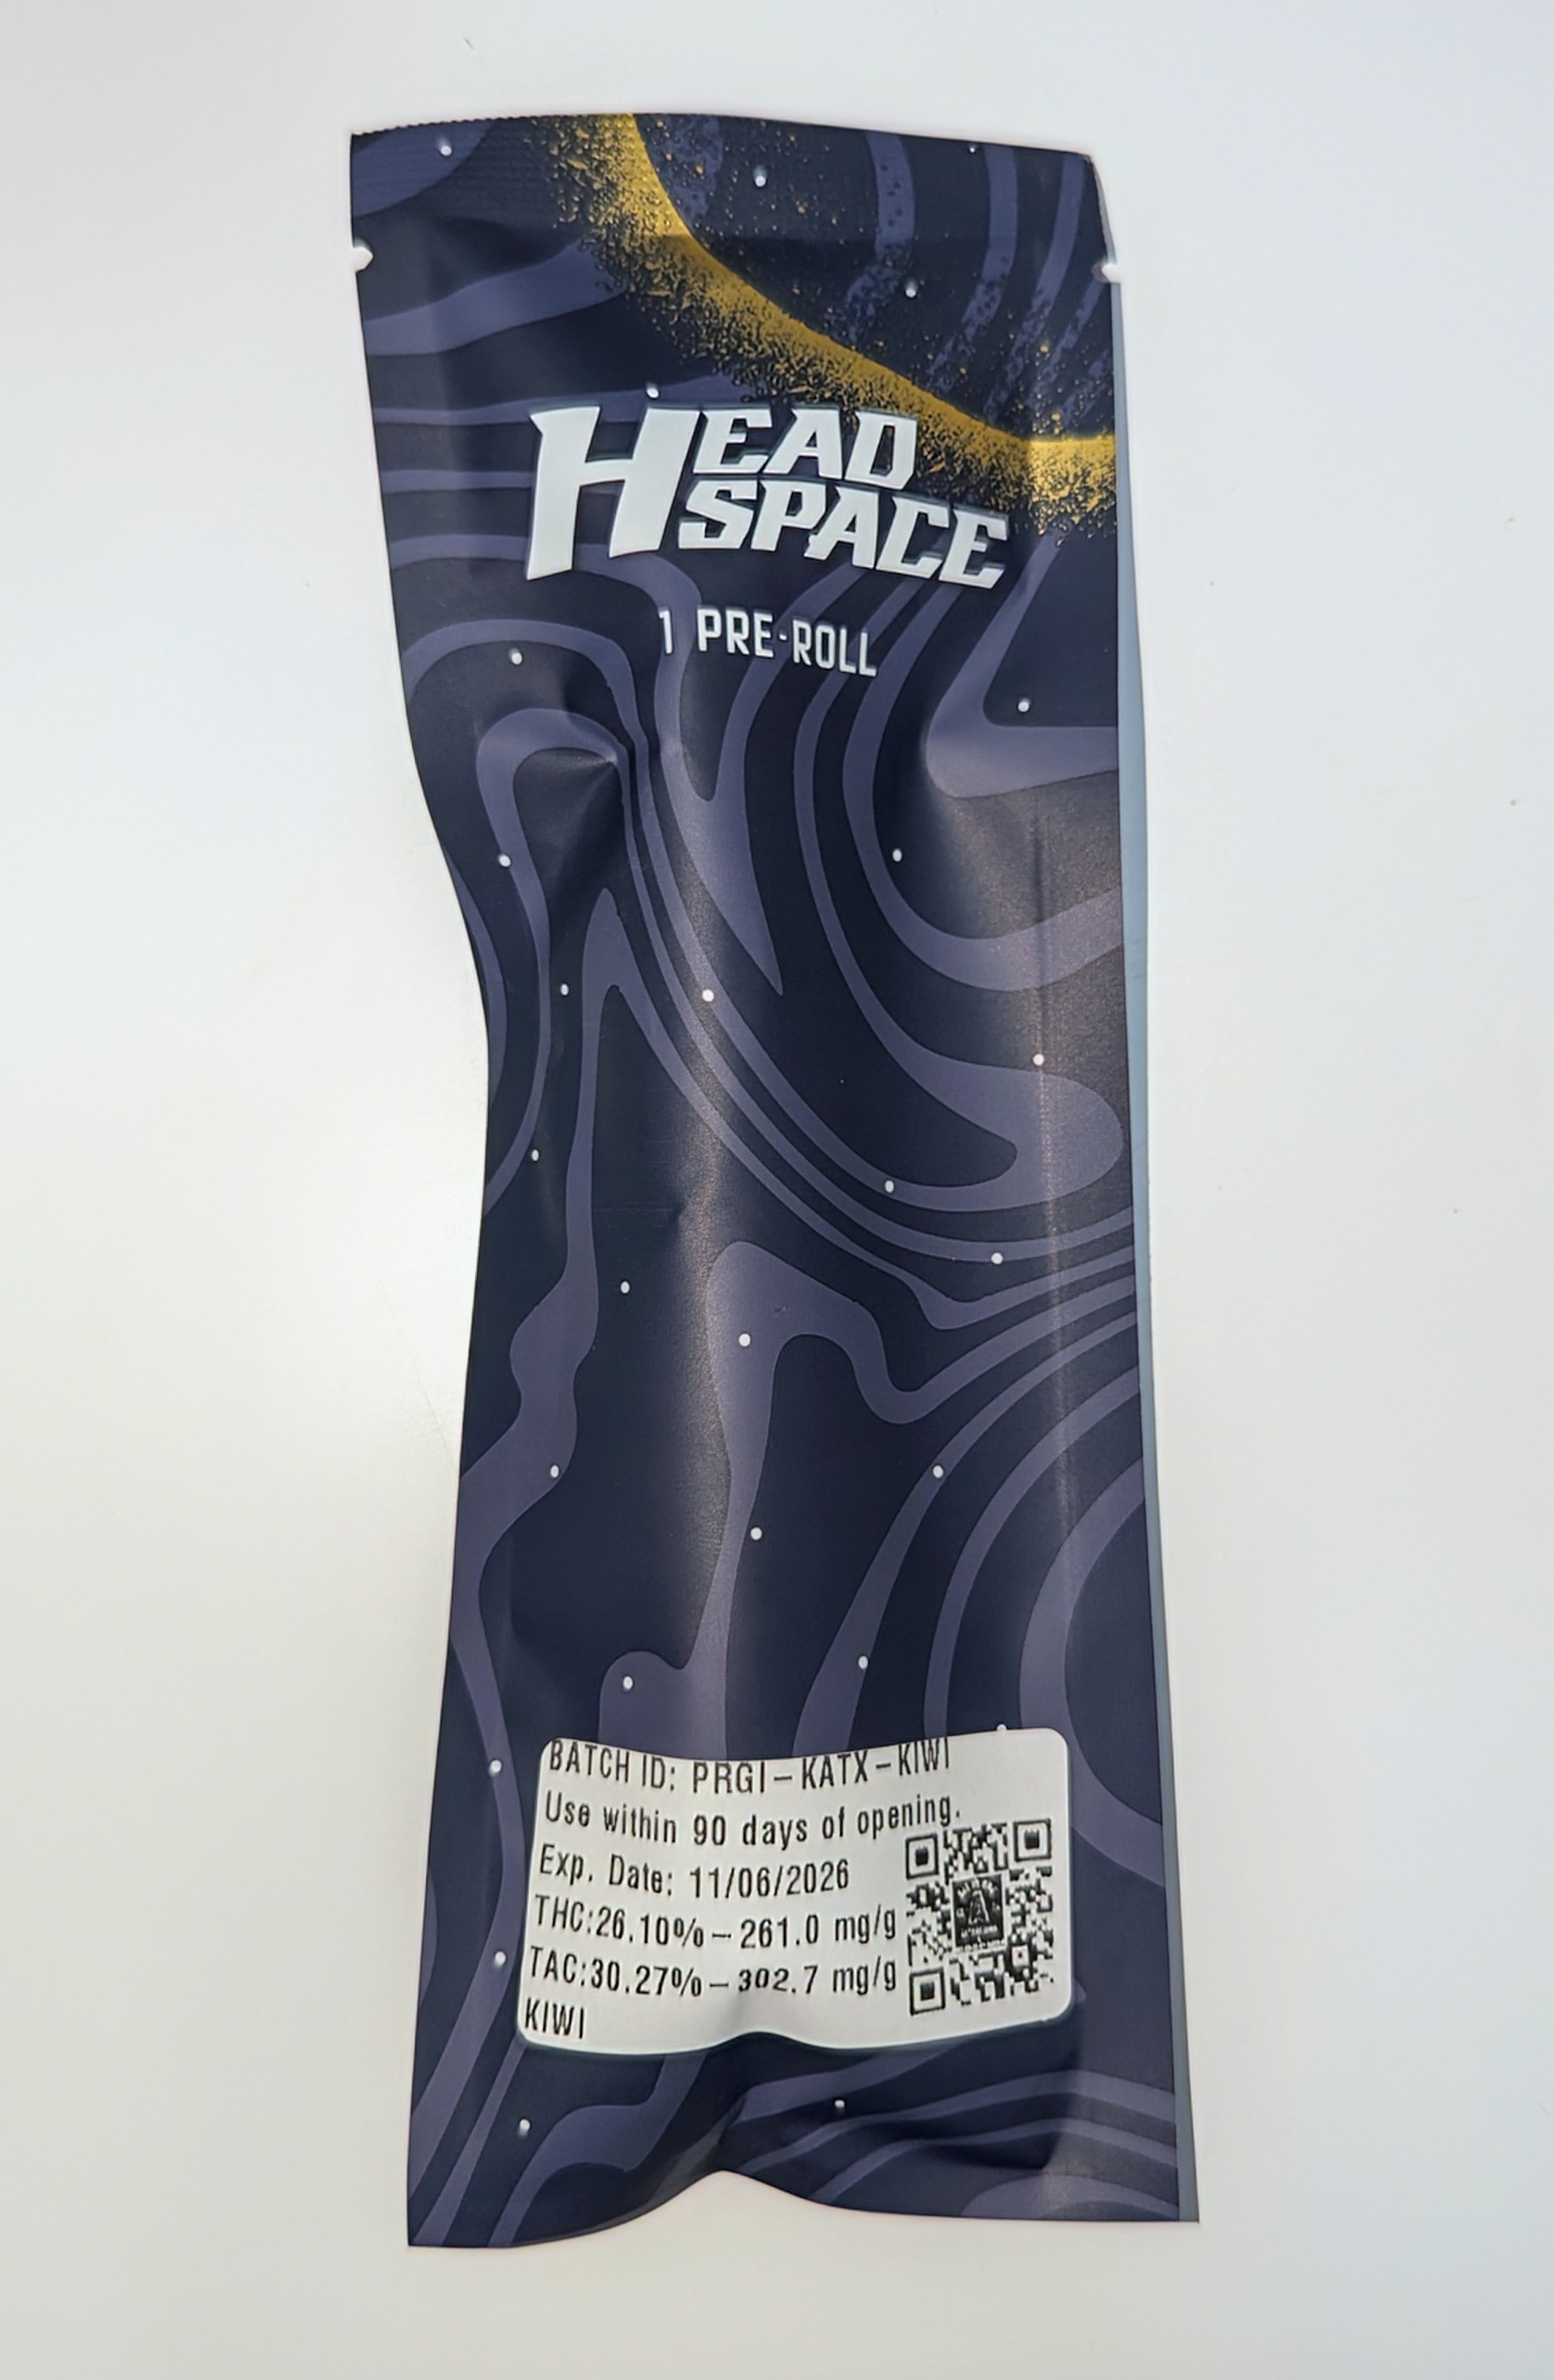 HEAD
SPACE
1 PRE-ROLL
BATCH ID: PRGI-KATX-KIWI
Use within 90 days of opening.
Exp. Date: 11/06/2026
THC:26.10%-261.0 mg/g
TAC:30.27%-302.7 mg/g
KIWI